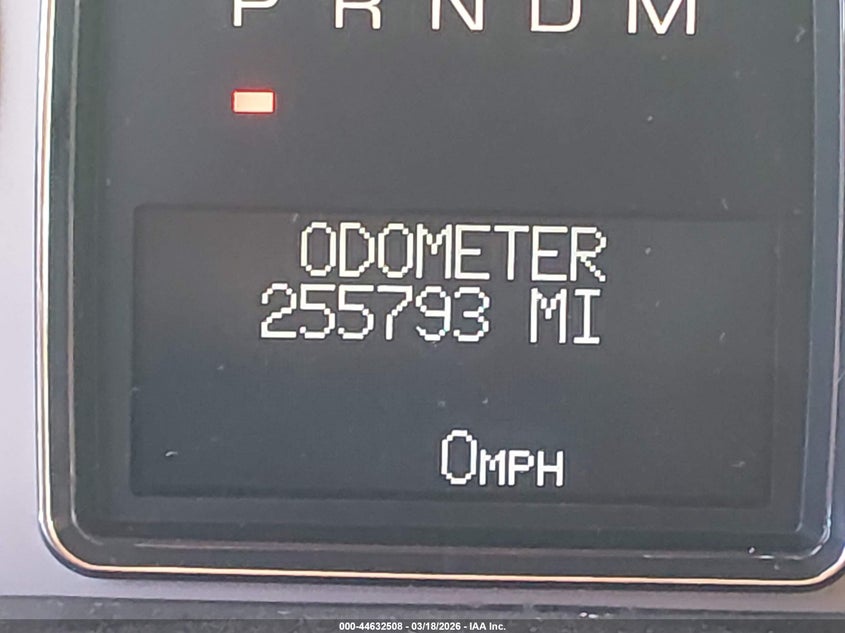 P R N D M
ODOMETER
255793 MI
0MPH
000-44632508 - 03/18/2026 - IAA Inc.